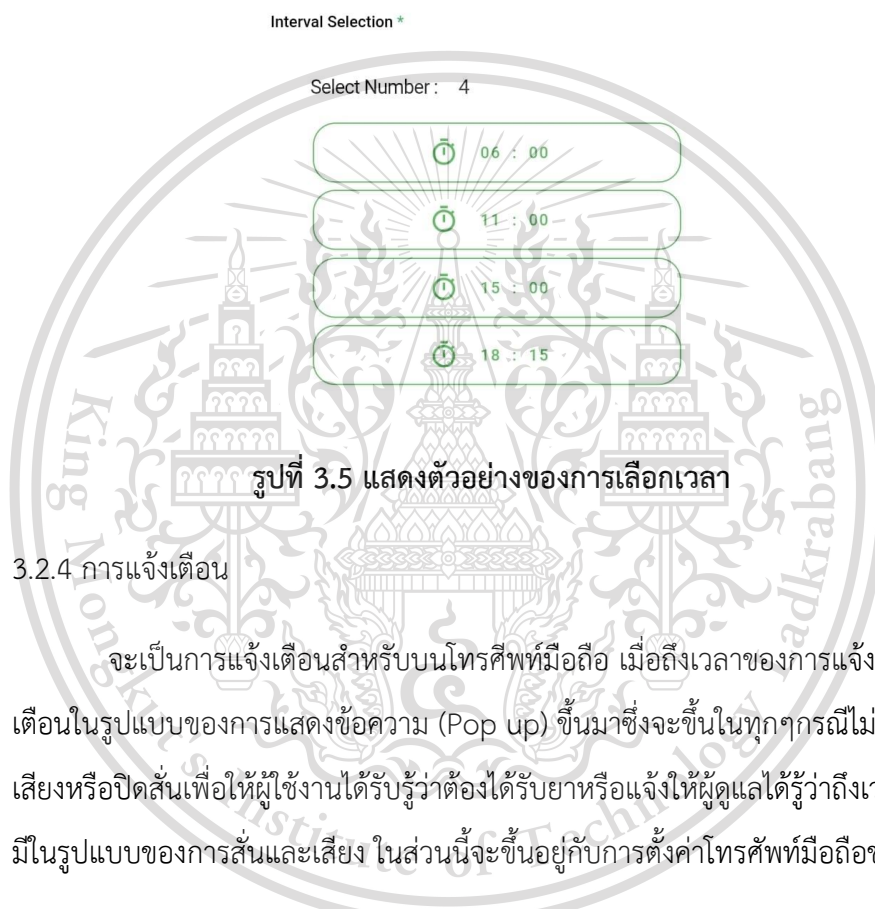 Interval Selection *
Select Number : 4
06 : 00
11 : 00
15 : 00
18 : 15
รูปที่ 3.5 แสดงตัวอย่างของการเลือกเวลา
3.2.4 การแจ้งเตือน
จะเป็นการแจ้งเตือนสำหรับบนโทรศัพท์มือถือ เมื่อถึงเวลาของการแจ้ง
เตือนในรูปแบบของการแสดงข้อความ (Pop up) ขึ้นมาซึ่งจะขึ้นในทุกๆกรณีไม่
เสียงหรือปิดสั่นเพื่อให้ผู้ใช้งานได้รับรู้ว่าต้องได้รับยาหรือแจ้งให้ผู้ดูแลได้รู้ว่าถึงเว
มีในรูปแบบของการสั่นและเสียง ในส่วนนี้จะขึ้นอยู่กับการตั้งค่าโทรศัพท์มือถือข
King Mongkut's Institute of Technology Ladkrabang